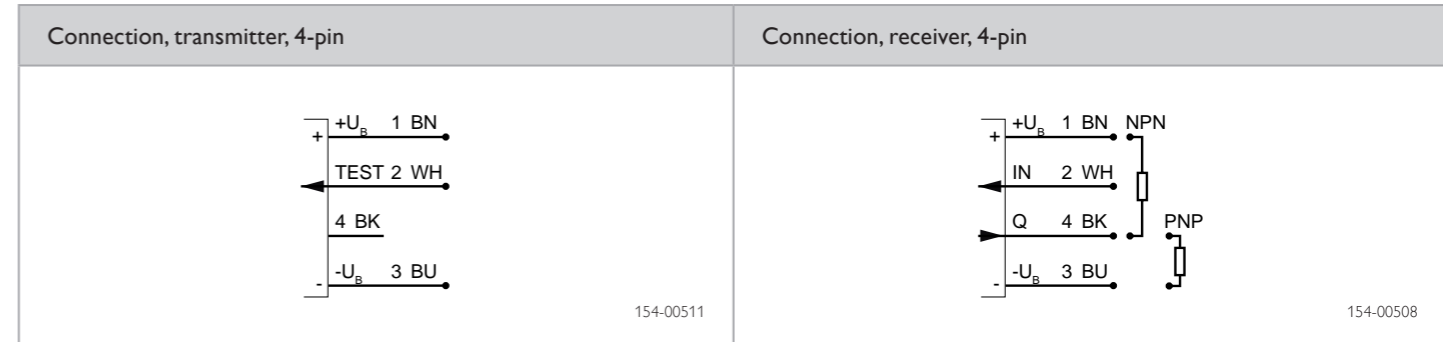 Connection, transmitter, 4-pin
+
+U_B 1 BN
TEST 2 WH
4 BK
-
-U_B 3 BU
154-00511
Connection, receiver, 4-pin
+
+U_B 1 BN NPN
IN 2 WH
Q 4 BK PNP
-
-U_B 3 BU
154-00508